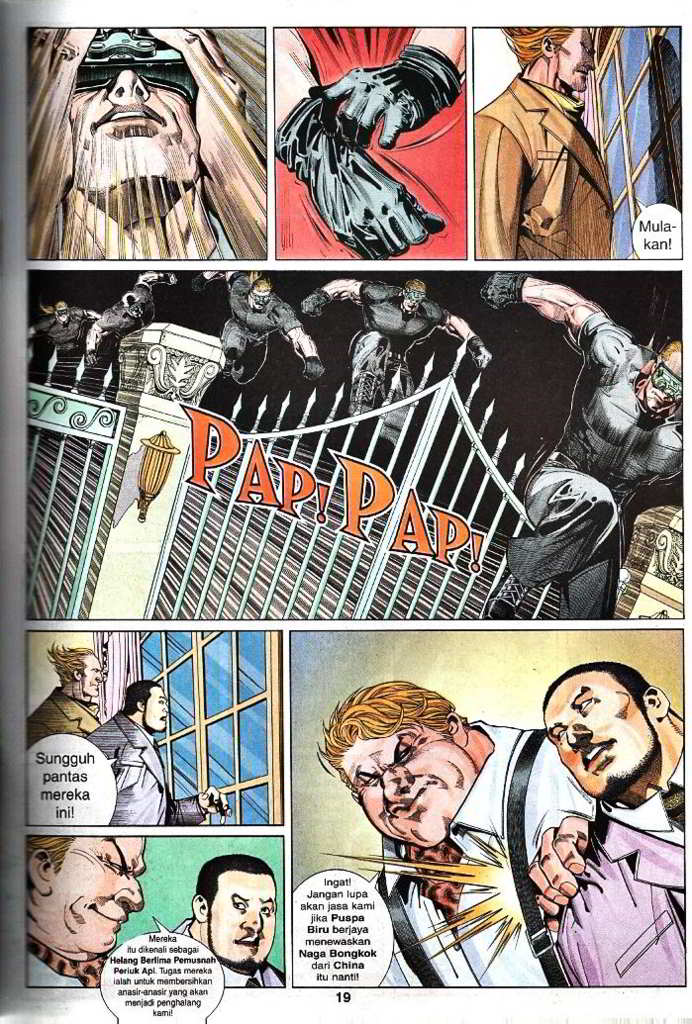 Mula-
kan!
PAP! PAP!
Sungguh
pantas
mereka
ini!
Mereka
itu dikenali sebagai
Helang Berlima Pemusnah
Periuk Api. Tugas mereka
ialah untuk membersihkan
anasir-anasir yang akan
menjadi penghalang
kami!
Ingat!
Jangan lupa
akan jasa kami
jika Puspa
Biru berjaya
menewaskan
Naga Bongkok
dari China
itu nanti!
19